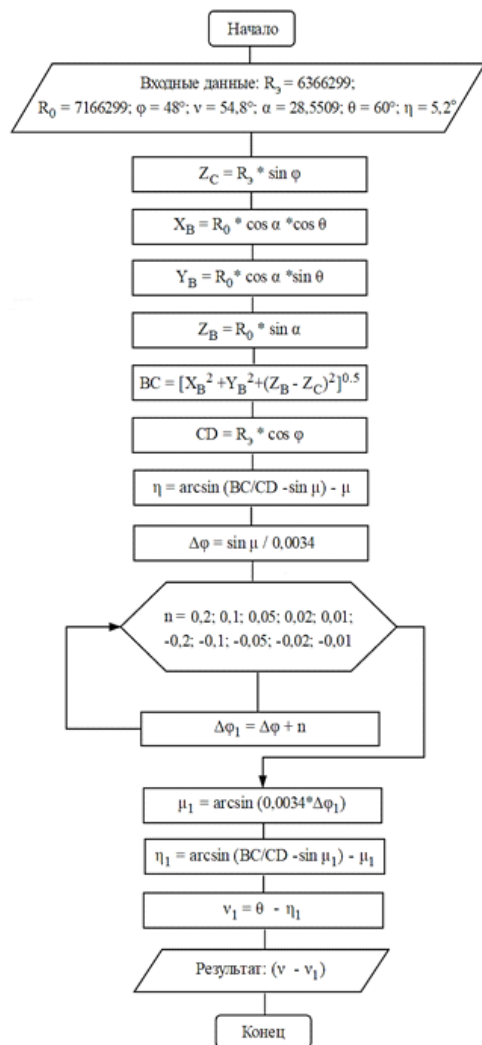 Начало
Входные данные: Rэ = 6366299;
R0 = 7166299; φ = 48°; ν = 54,8°; α = 28,5509; θ = 60°; η = 5,2°
ZC = Rэ * sin φ
XB = R0 * cos α *cos θ
YB = R0* cos α *sin θ
ZB = R0 * sin α
BC = [XB² +YB²+(ZB - ZC)²]^0.5
CD = Rэ * cos φ
η = arcsin (BC/CD -sin μ) - μ
Δφ = sin μ / 0,0034
n = 0,2; 0,1; 0,05; 0,02; 0,01;
-0,2; -0,1; -0,05; -0,02; -0,01
Δφ1 = Δφ + n
μ1 = arcsin (0,0034*Δφ1)
η1 = arcsin (BC/CD -sin μ1) - μ1
ν1 = θ - η1
Результат: (ν - ν1)
Конец